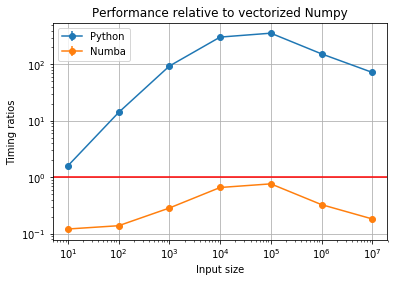 Performance relative to vectorized Numpy
Python
Numba
Timing ratios
10²
10¹
10⁰
10⁻¹
10¹ 10² 10³ 10⁴ 10⁵ 10⁶ 10⁷
Input size